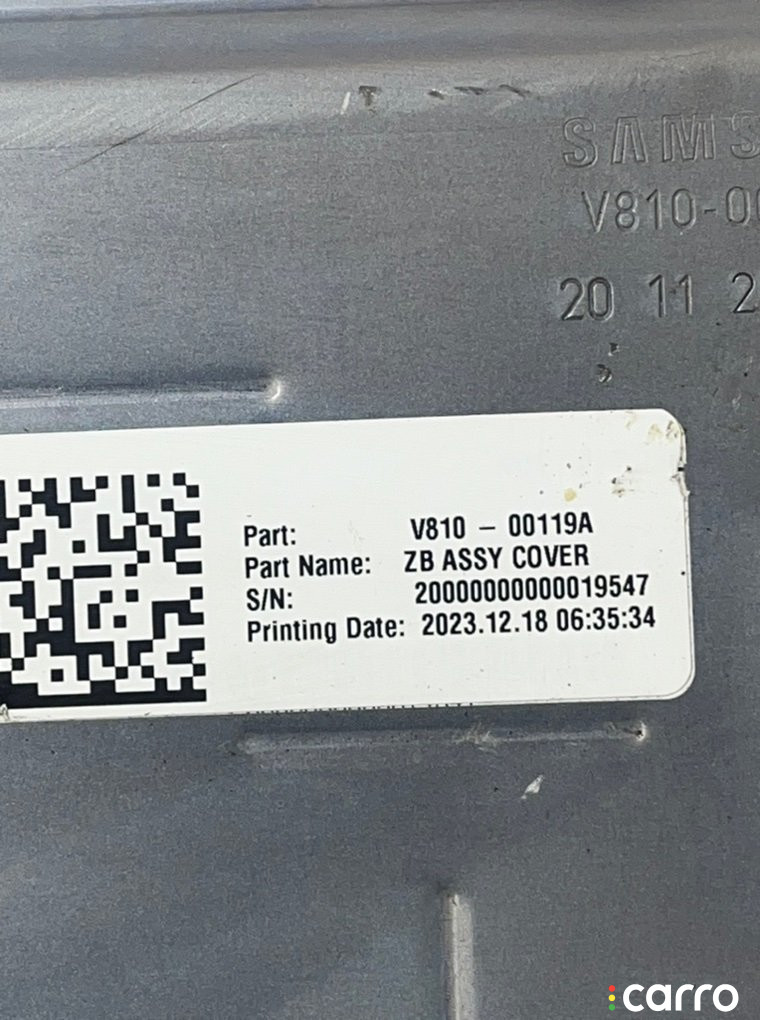 SAMS
V810-00
20 11 2
Part: V810 – 00119A
Part Name: ZB ASSY COVER
S/N: 20000000000019547
Printing Date: 2023.12.18 06:35:34
carro